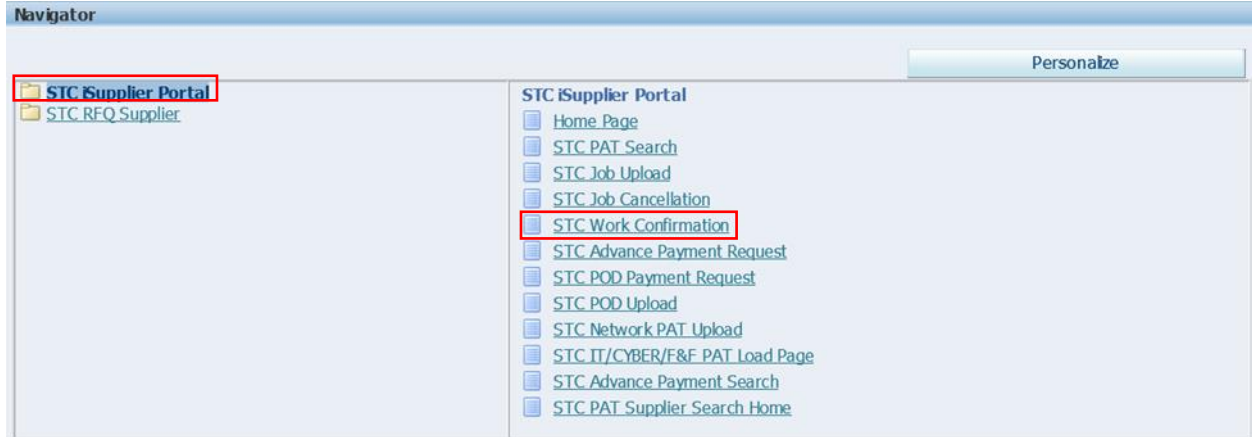 Navigator
Personalize
STC iSupplier Portal
STC RFQ Supplier
STC iSupplier Portal
Home Page
STC PAT Search
STC Job Upload
STC Job Cancellation
STC Work Confirmation
STC Advance Payment Request
STC POD Payment Request
STC POD Upload
STC Network PAT Upload
STC IT/CYBER/F&F PAT Load Page
STC Advance Payment Search
STC PAT Supplier Search Home